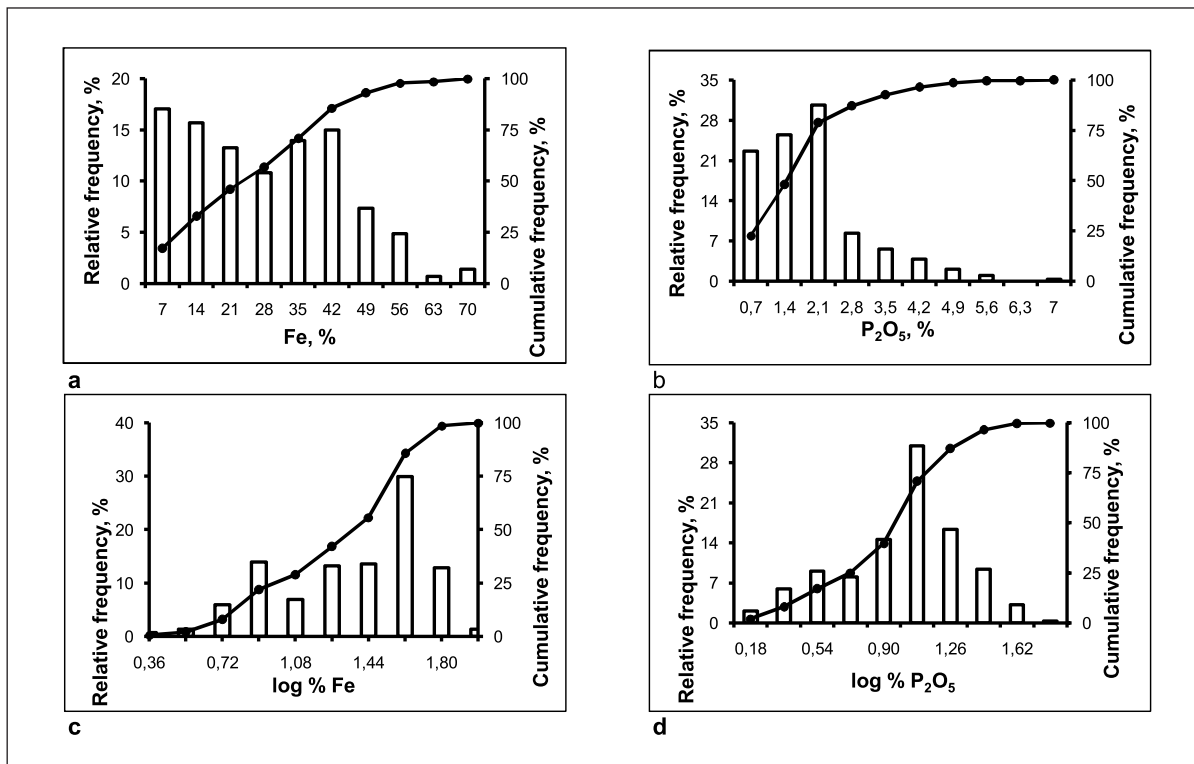 Relative frequency, %
20
15
10
5
0
100
75
50
25
0
Cumulative frequency, %
7 14 21 28 35 42 49 56 63 70
Fe, %
a
Relative frequency, %
35
28
21
14
7
0
100
75
50
25
0
Cumulative frequency, %
0,7 1,4 2,1 2,8 3,5 4,2 4,9 5,6 6,3 7
P₂O₅, %
b
Relative frequency, %
40
30
20
10
0
100
75
50
25
0
Cumulative frequency, %
0,36 0,72 1,08 1,44 1,80
log % Fe
c
Relative frequency, %
35
28
21
14
7
0
100
75
50
25
0
Cumulative frequency, %
0,18 0,54 0,90 1,26 1,62
log % P₂O₅
d